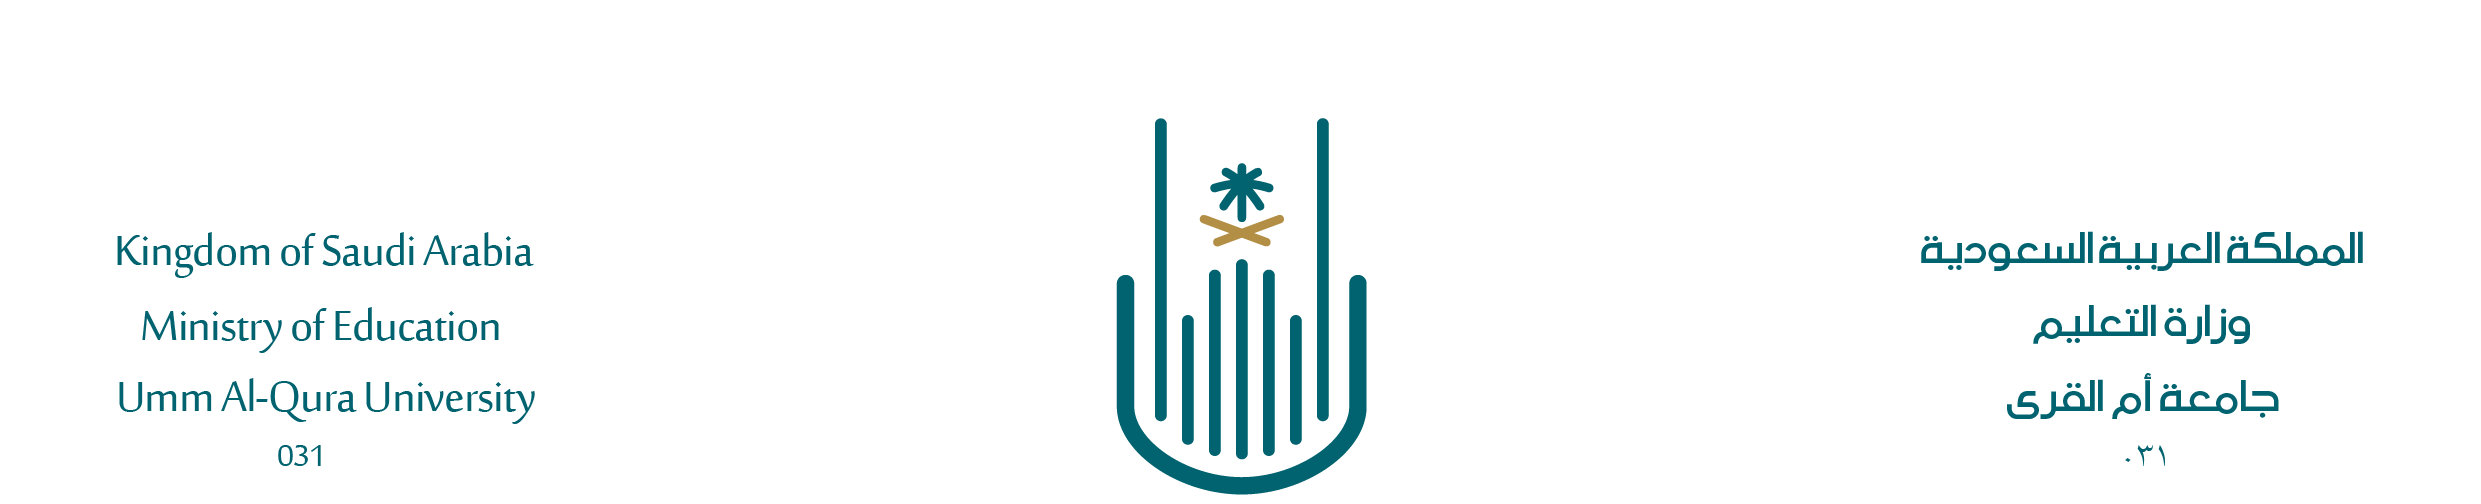 Kingdom of Saudi Arabia
Ministry of Education
Umm Al-Qura University
031
المملكة العربية السعودية
وزارة التعليم
جامعة أم القرى
٠٣١